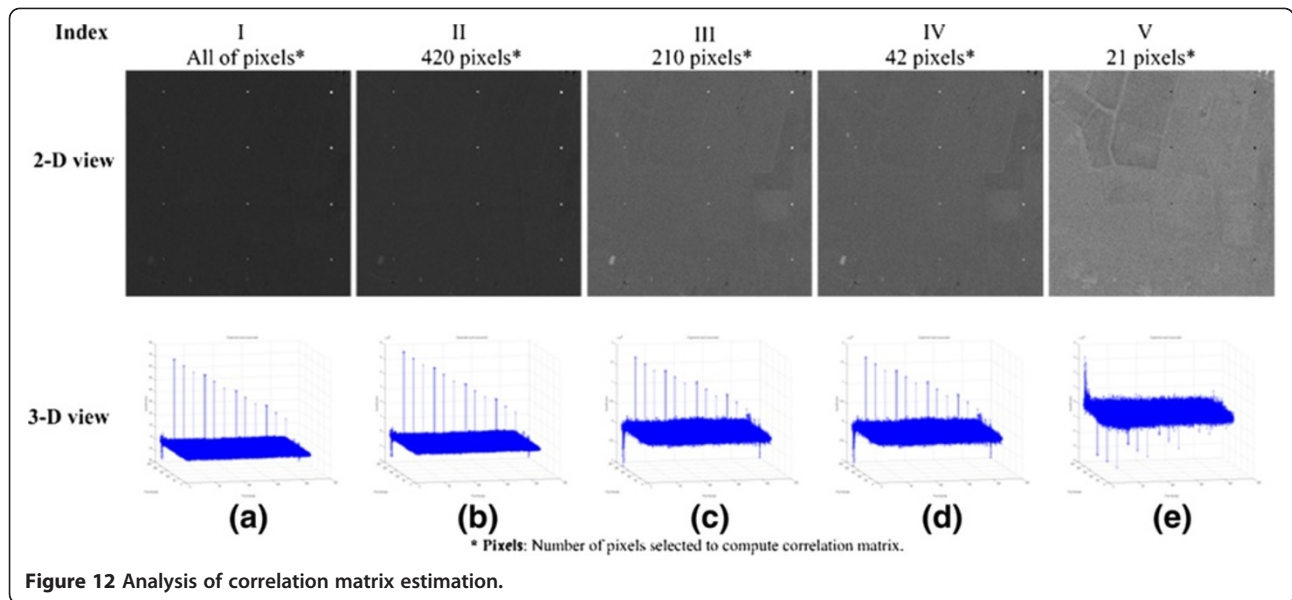 Index I II III IV V
All of pixels* 420 pixels* 210 pixels* 42 pixels* 21 pixels*
2-D view
3-D view
(a) (b) (c) (d) (e)
* Pixels: Number of pixels selected to compute correlation matrix.
Figure 12 Analysis of correlation matrix estimation.